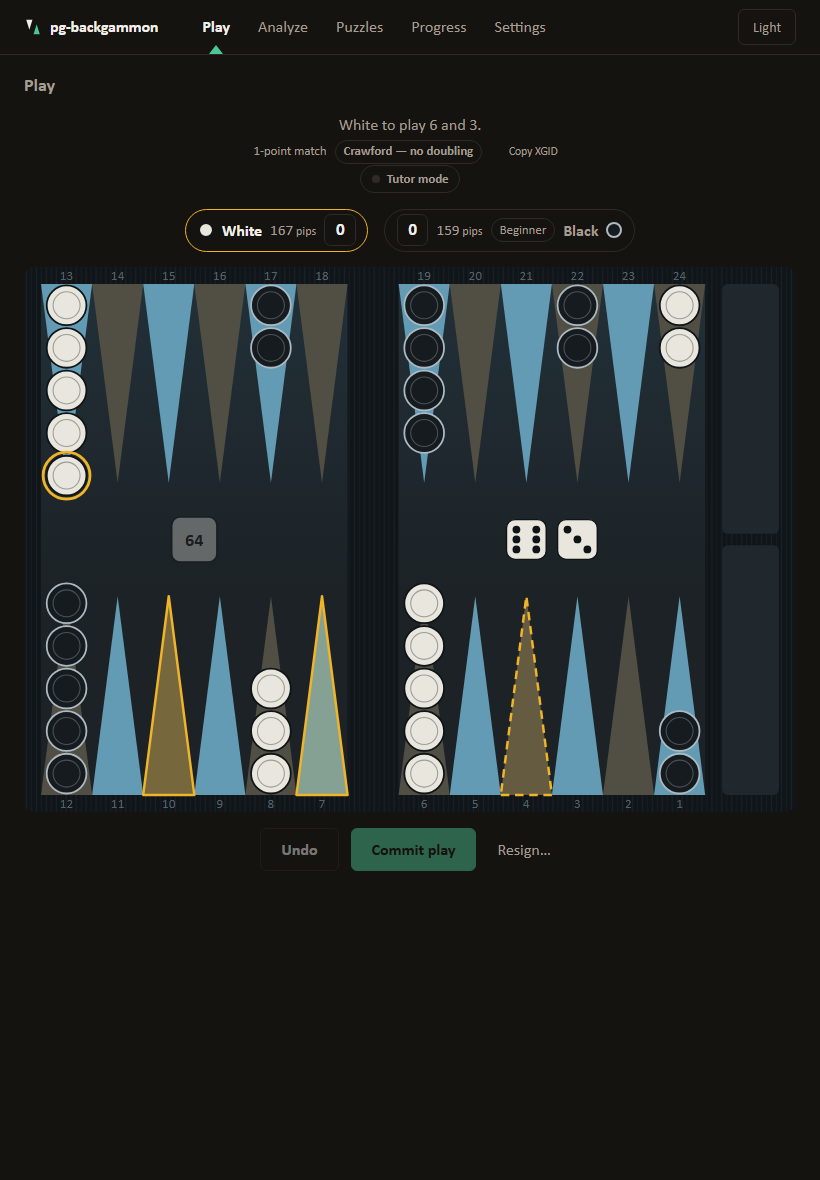 pg-backgammon Play Analyze Puzzles Progress Settings Light
Play
White to play 6 and 3.
1-point match Crawford — no doubling Copy XGID
Tutor mode
White 167 pips 0 0 159 pips Beginner Black
13 14 15 16 17 18 19 20 21 22 23 24
64
12 11 10 9 8 7 6 5 4 3 2 1
Undo Commit play Resign...